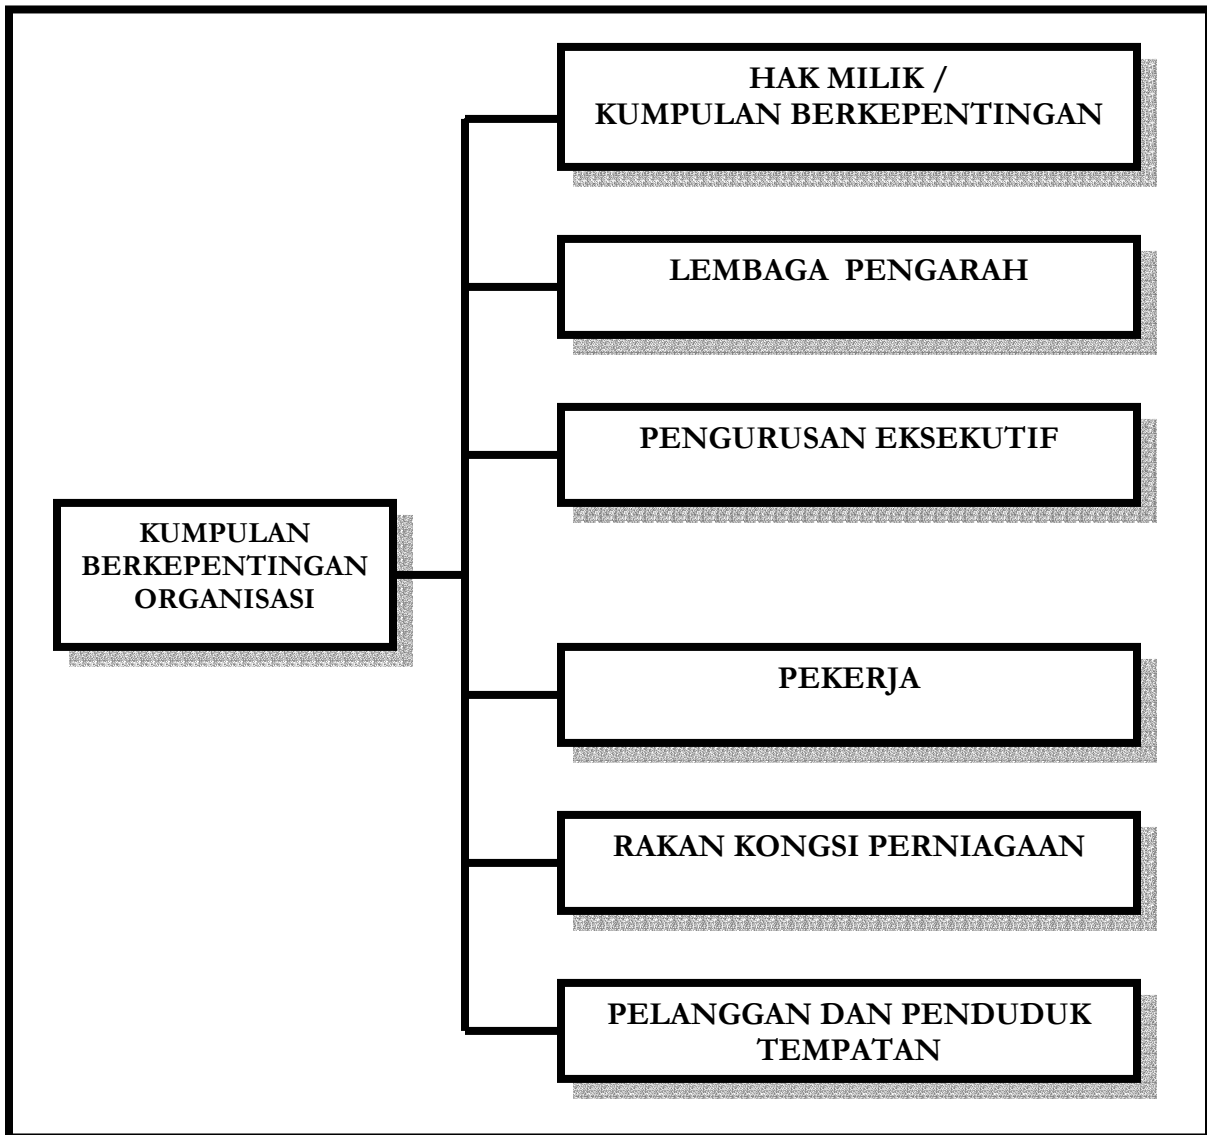 HAK MILIK /
KUMPULAN BERKEPENTINGAN
LEMBAGA PENGARAH
PENGURUSAN EKSEKUTIF
KUMPULAN
BERKEPENTINGAN
ORGANISASI
PEKERJA
RAKAN KONGSI PERNIAGAAN
PELANGGAN DAN PENDUDUK
TEMPATAN